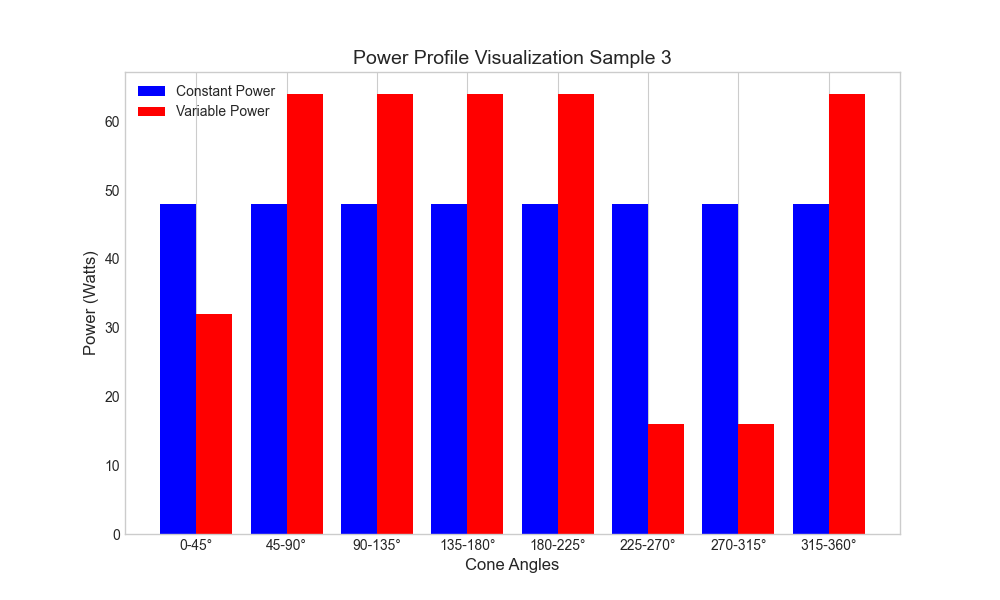 Power Profile Visualization Sample 3
Constant Power
Variable Power
Power (Watts)
60
50
40
30
20
10
0
0-45° 45-90° 90-135° 135-180° 180-225° 225-270° 270-315° 315-360°
Cone Angles